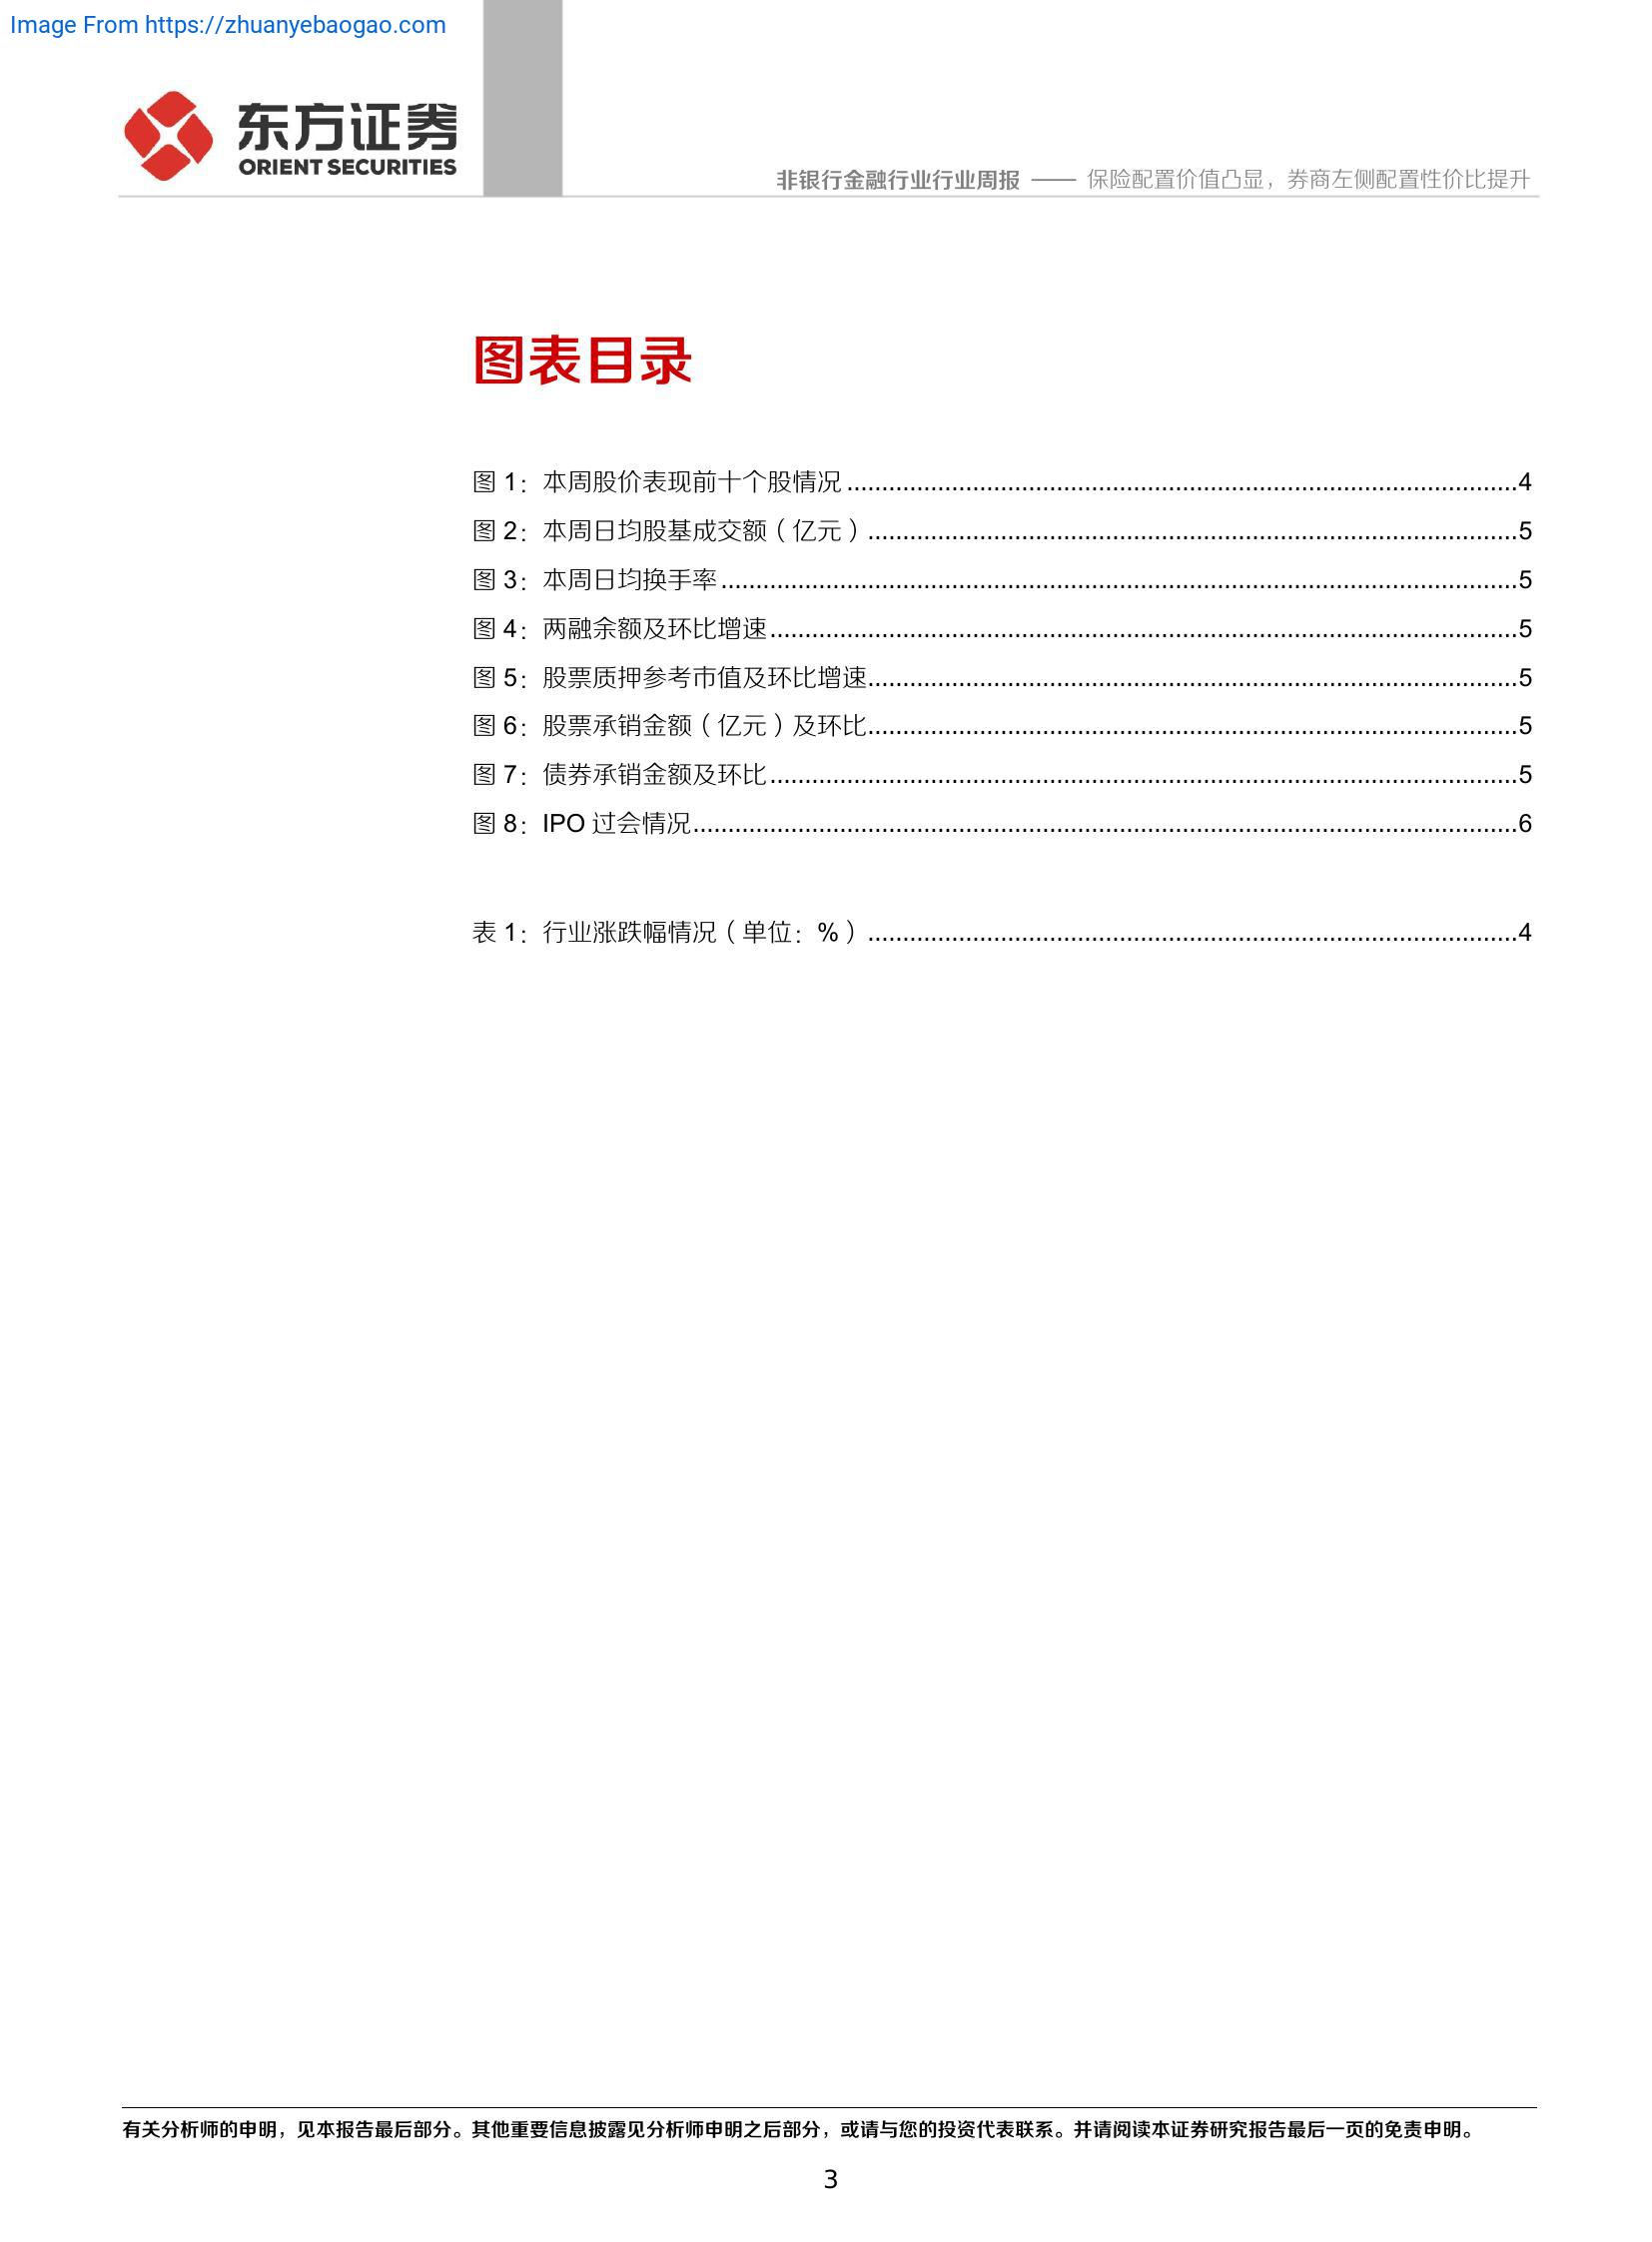 Image From https://zhuanyebaogao.com
东方证券
ORIENT SECURITIES
非银行金融行业行业周报 —— 保险配置价值凸显，券商左侧配置性价比提升
图表目录
图 1：本周股价表现前十个股情况 ................................................................................................4
图 2：本周日均股基成交额（亿元） .............................................................................................5
图 3：本周日均换手率 ..................................................................................................................5
图 4：两融余额及环比增速 ...........................................................................................................5
图 5：股票质押参考市值及环比增速.............................................................................................5
图 6：股票承销金额（亿元）及环比.............................................................................................5
图 7：债券承销金额及环比 ...........................................................................................................5
图 8：IPO 过会情况......................................................................................................................6
表 1：行业涨跌幅情况（单位：%） .............................................................................................4
有关分析师的申明，见本报告最后部分。其他重要信息披露见分析师申明之后部分，或请与您的投资代表联系。并请阅读本证券研究报告最后一页的免责申明。
3